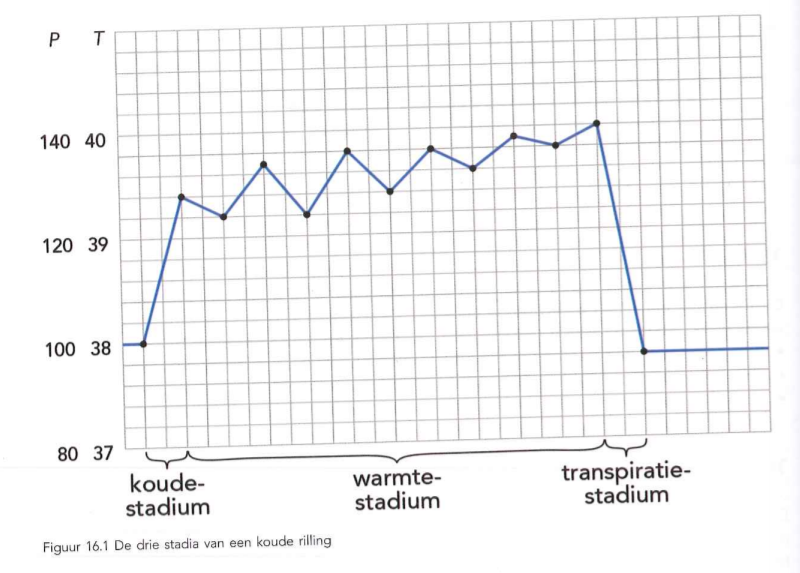 P T
140 40
120 39
100 38
80 37
koude-
stadium
warmte-
stadium
transpiratie-
stadium
Figuur 16.1 De drie stadia van een koude rilling